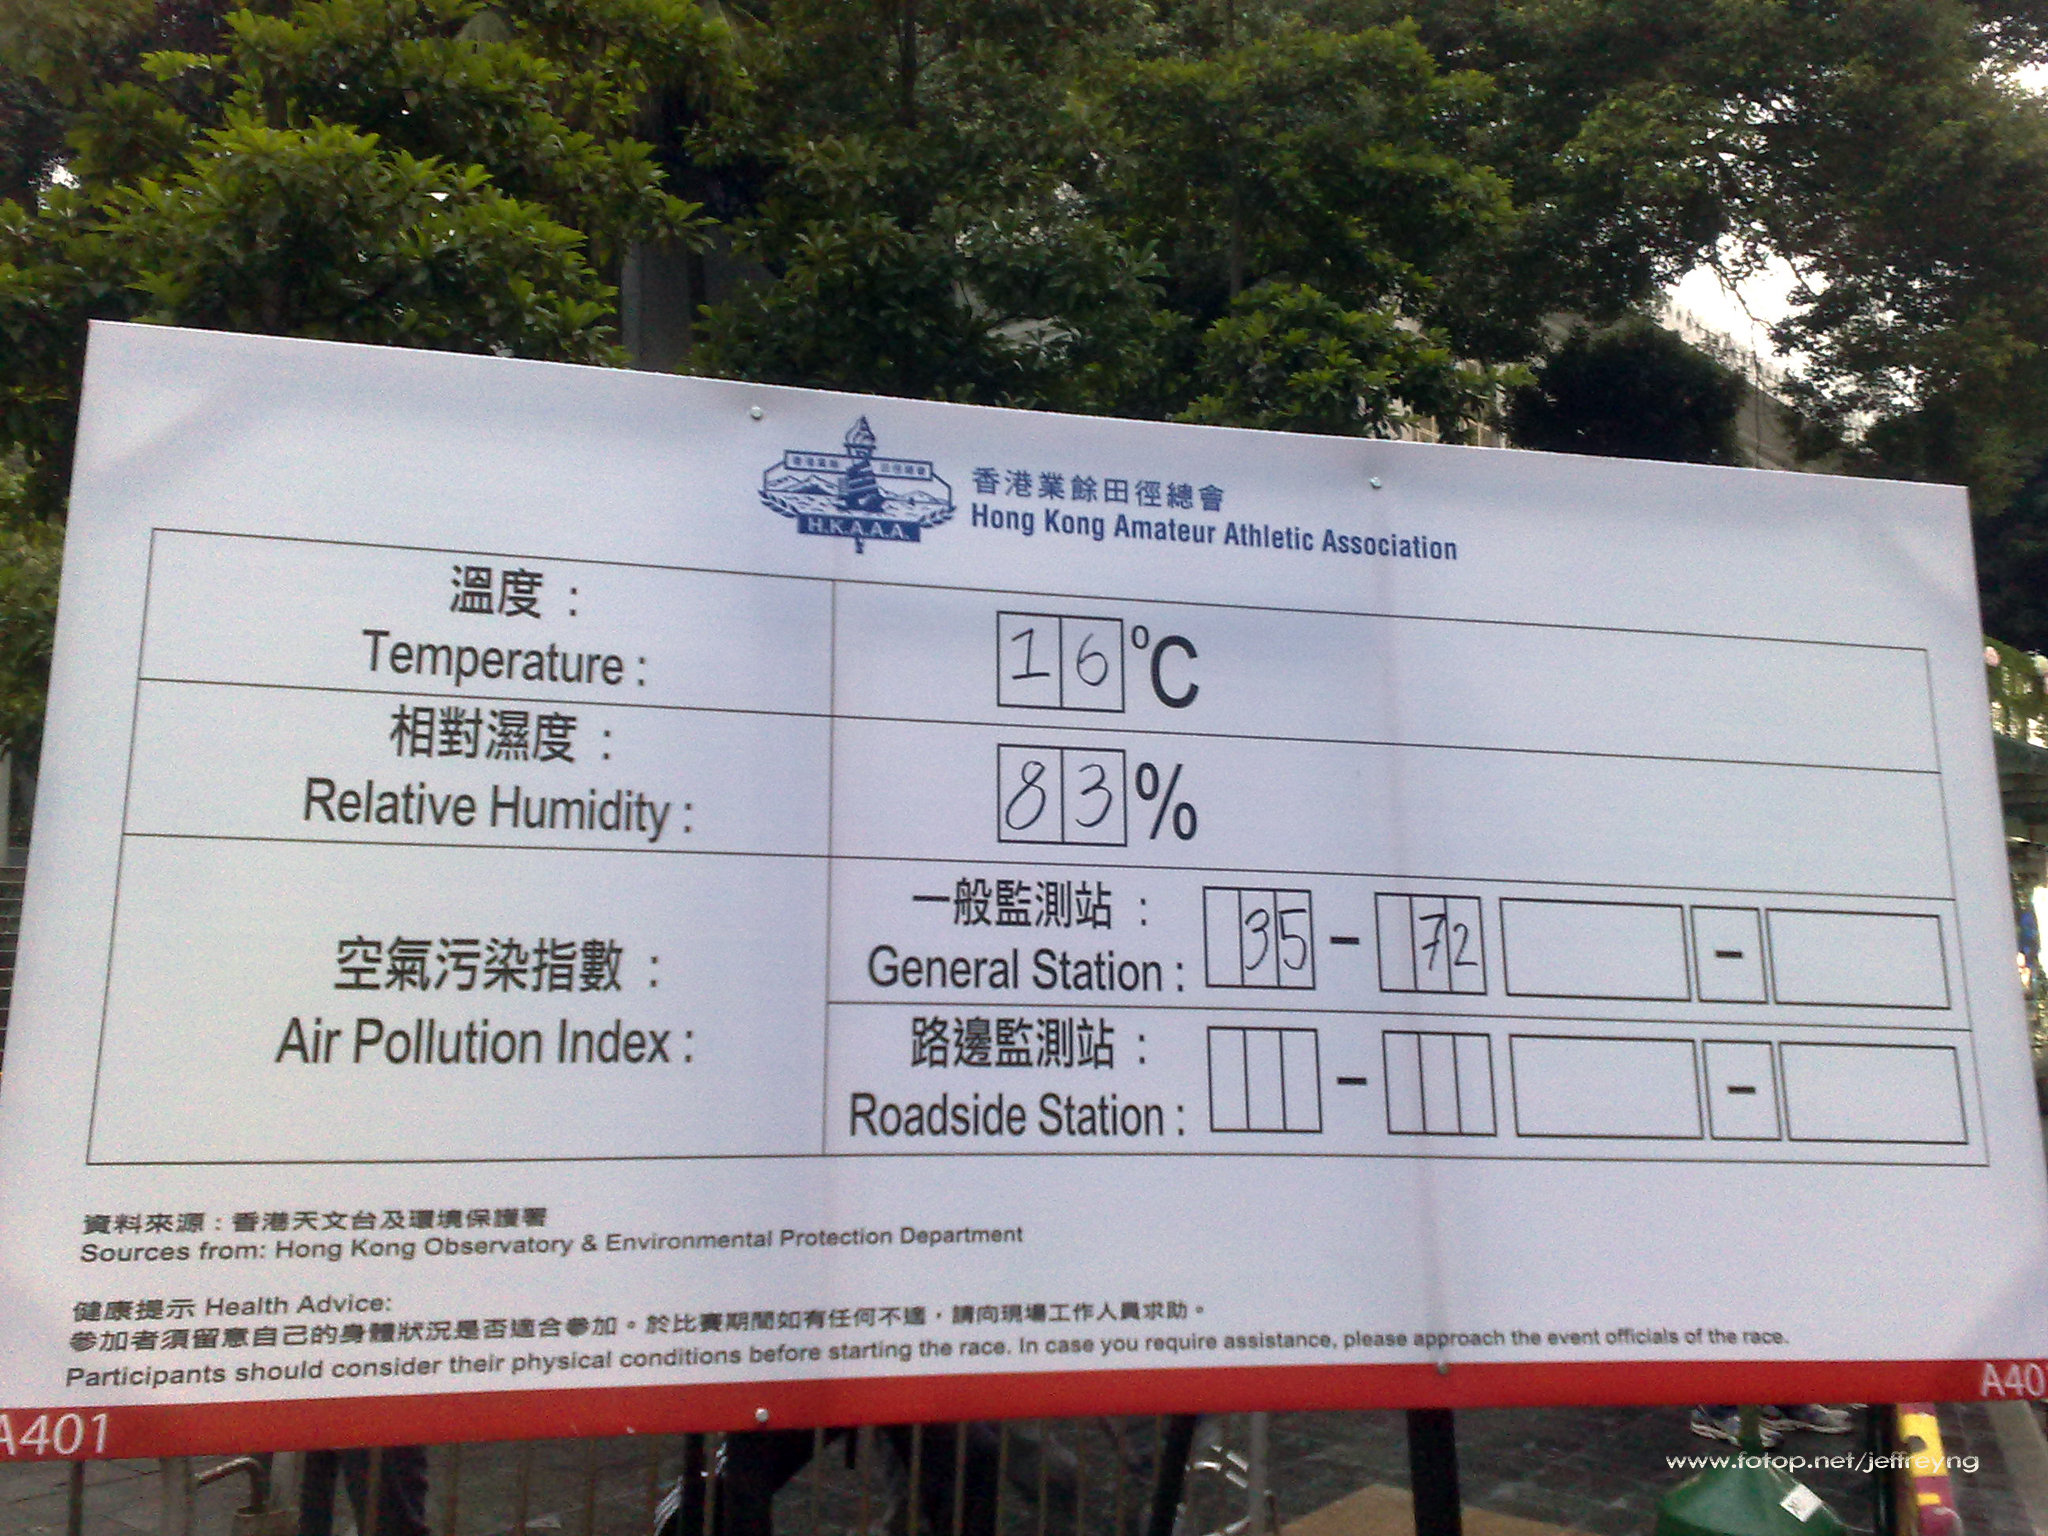 香港業餘田徑總會
Hong Kong Amateur Athletic Association
H.K.A.A.A.
溫度 :
Temperature :
16 °C
相對濕度 :
Relative Humidity :
83 %
空氣污染指數 :
Air Pollution Index :
一般監測站 :
General Station : 35 - 72 -
路邊監測站 :
Roadside Station : - -
資料來源 : 香港天文台及環境保護署
Sources from: Hong Kong Observatory & Environmental Protection Department
健康提示 Health Advice:
參加者須留意自己的身體狀況是否適合參加。於比賽期間如有任何不適，請向現場工作人員求助。
Participants should consider their physical conditions before starting the race. In case you require assistance, please approach the event officials of the race.
A401
A40
www.fotop.net/jeffreyng